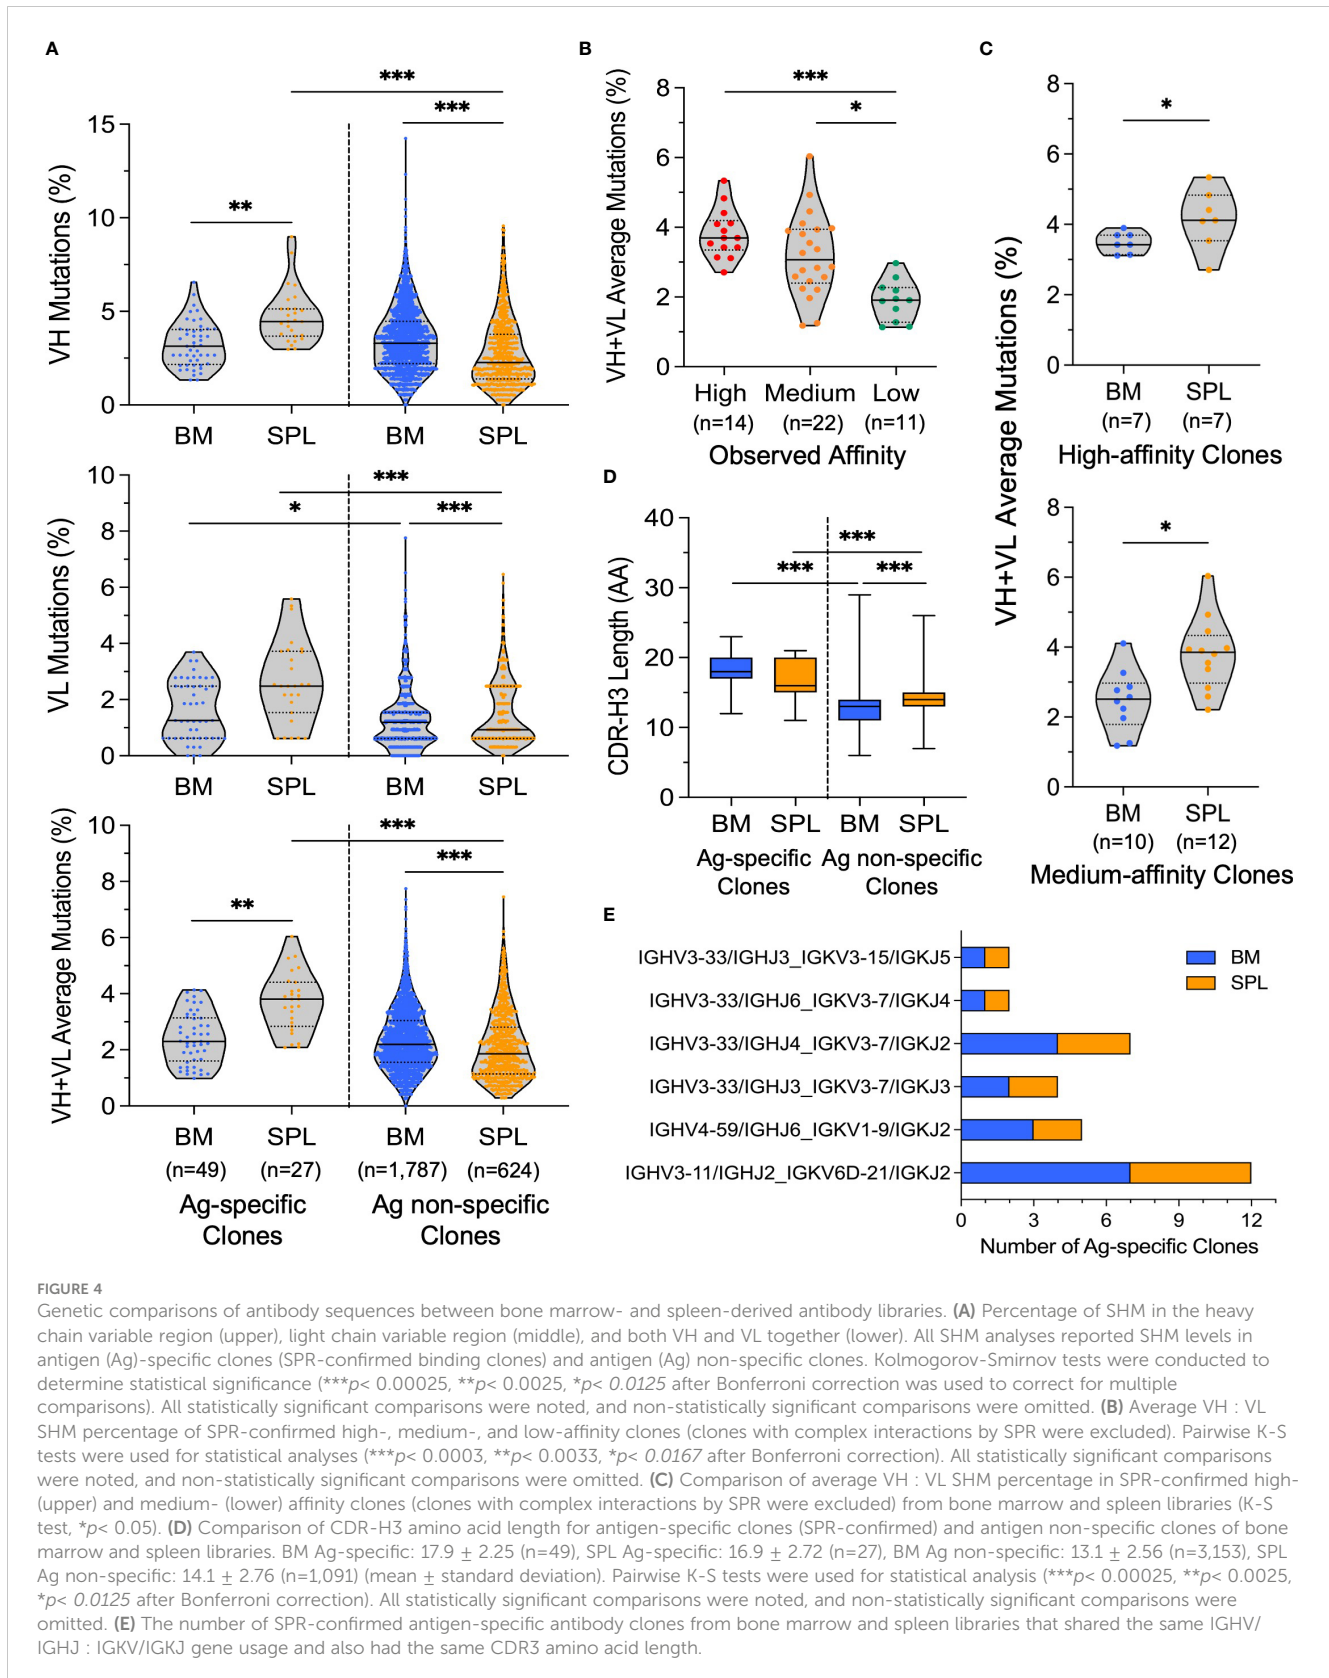 A
***
***
**
VH Mutations (%)
15
10
5
0
BM SPL BM SPL
***
*
***
VL Mutations (%)
10
8
6
4
2
0
BM SPL BM SPL
***
***
**
VH+VL Average Mutations (%)
10
8
6
4
2
0
BM SPL BM SPL
(n=49) (n=27) (n=1,787) (n=624)
Ag-specific Ag non-specific
Clones Clones
B
***
*
VH+VL Average Mutations (%)
8
6
4
2
0
High Medium Low
(n=14) (n=22) (n=11)
Observed Affinity
C
VH+VL Average Mutations (%)
*
8
6
4
2
0
BM SPL
(n=7) (n=7)
High-affinity Clones
*
8
6
4
2
0
BM SPL
(n=10) (n=12)
Medium-affinity Clones
D
***
***
***
CDR-H3 Length (AA)
40
30
20
10
0
BM SPL BM SPL
Ag-specific Ag non-specific
Clones Clones
E
IGHV3-33/IGHJ3_IGKV3-15/IGKJ5
IGHV3-33/IGHJ6_IGKV3-7/IGKJ4
IGHV3-33/IGHJ4_IGKV3-7/IGKJ2
IGHV3-33/IGHJ3_IGKV3-7/IGKJ3
IGHV4-59/IGHJ6_IGKV1-9/IGKJ2
IGHV3-11/IGHJ2_IGKV6D-21/IGKJ2
BM
SPL
0 3 6 9 12
Number of Ag-specific Clones
FIGURE 4
Genetic comparisons of antibody sequences between bone marrow- and spleen-derived antibody libraries. (A) Percentage of SHM in the heavy
chain variable region (upper), light chain variable region (middle), and both VH and VL together (lower). All SHM analyses reported SHM levels in
antigen (Ag)-specific clones (SPR-confirmed binding clones) and antigen (Ag) non-specific clones. Kolmogorov-Smirnov tests were conducted to
determine statistical significance (***p< 0.00025, **p< 0.0025, *p< 0.0125 after Bonferroni correction was used to correct for multiple
comparisons). All statistically significant comparisons were noted, and non-statistically significant comparisons were omitted. (B) Average VH : VL
SHM percentage of SPR-confirmed high-, medium-, and low-affinity clones (clones with complex interactions by SPR were excluded). Pairwise K-S
tests were used for statistical analyses (***p< 0.0003, **p< 0.0033, *p< 0.0167 after Bonferroni correction). All statistically significant comparisons
were noted, and non-statistically significant comparisons were omitted. (C) Comparison of average VH : VL SHM percentage in SPR-confirmed high-
(upper) and medium- (lower) affinity clones (clones with complex interactions by SPR were excluded) from bone marrow and spleen libraries (K-S
test, *p< 0.05). (D) Comparison of CDR-H3 amino acid length for antigen-specific clones (SPR-confirmed) and antigen non-specific clones of bone
marrow and spleen libraries. BM Ag-specific: 17.9 ± 2.25 (n=49), SPL Ag-specific: 16.9 ± 2.72 (n=27), BM Ag non-specific: 13.1 ± 2.56 (n=3,153), SPL
Ag non-specific: 14.1 ± 2.76 (n=1,091) (mean ± standard deviation). Pairwise K-S tests were used for statistical analysis (***p< 0.00025, **p< 0.0025,
*p< 0.0125 after Bonferroni correction). All statistically significant comparisons were noted, and non-statistically significant comparisons were
omitted. (E) The number of SPR-confirmed antigen-specific antibody clones from bone marrow and spleen libraries that shared the same IGHV/
IGHJ : IGKV/IGKJ gene usage and also had the same CDR3 amino acid length.